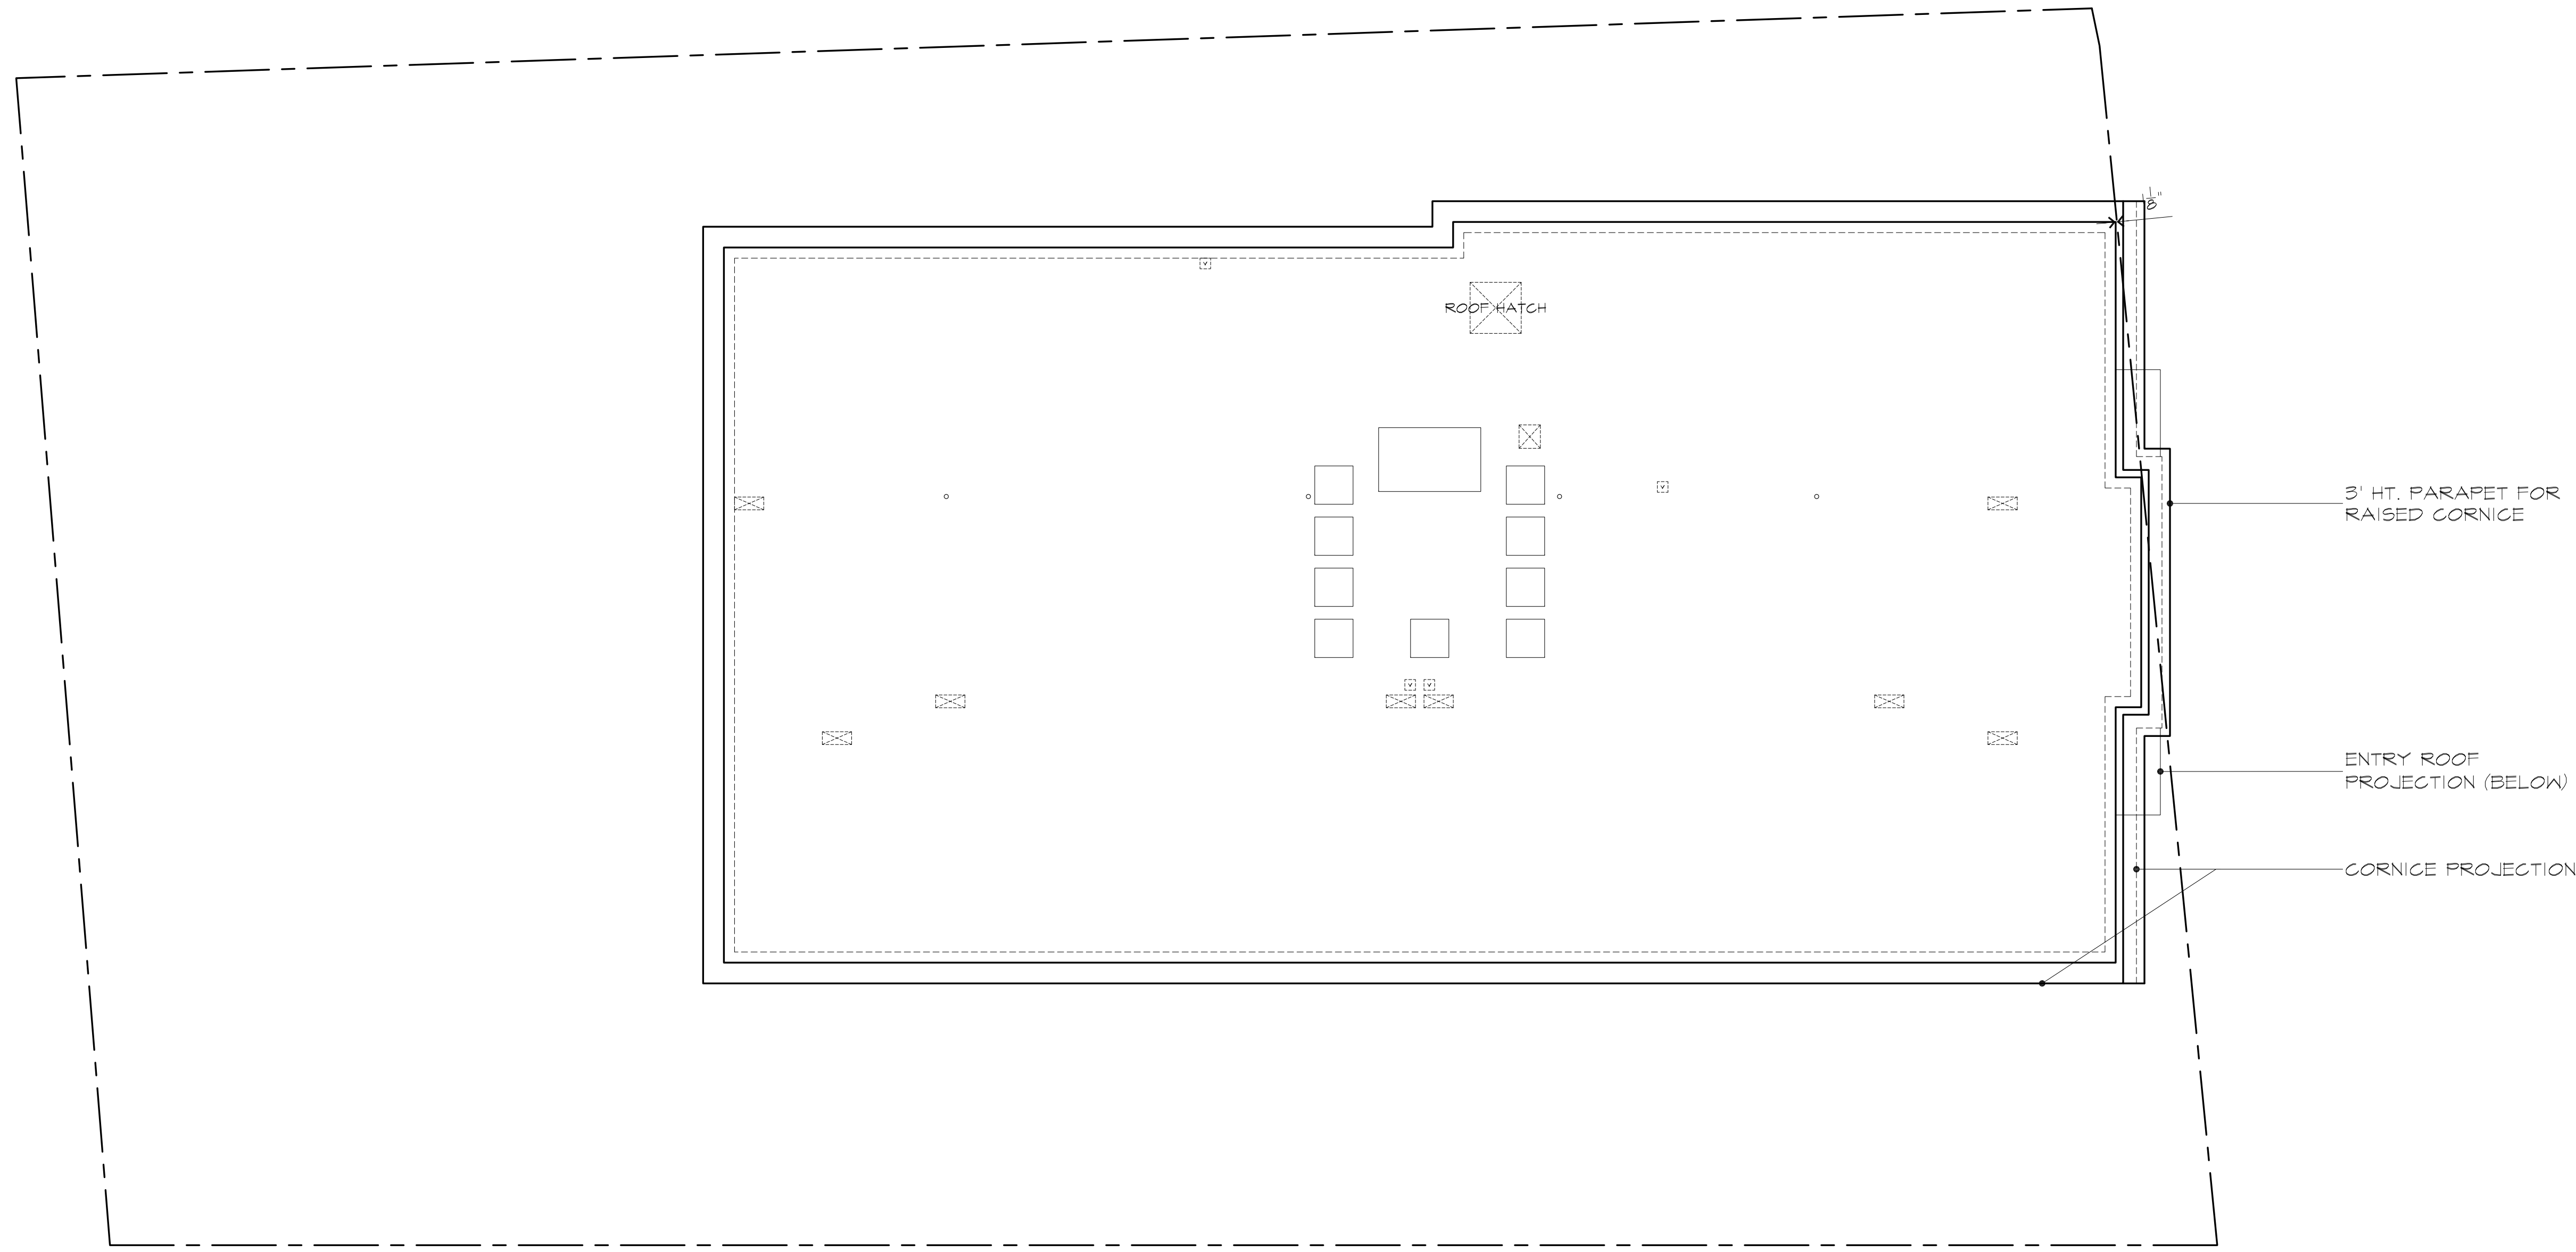 1/8"
ROOF HATCH
V
3' HT. PARAPET FOR
RAISED CORNICE
V
V V
ENTRY ROOF
PROJECTION (BELOW)
CORNICE PROJECTION